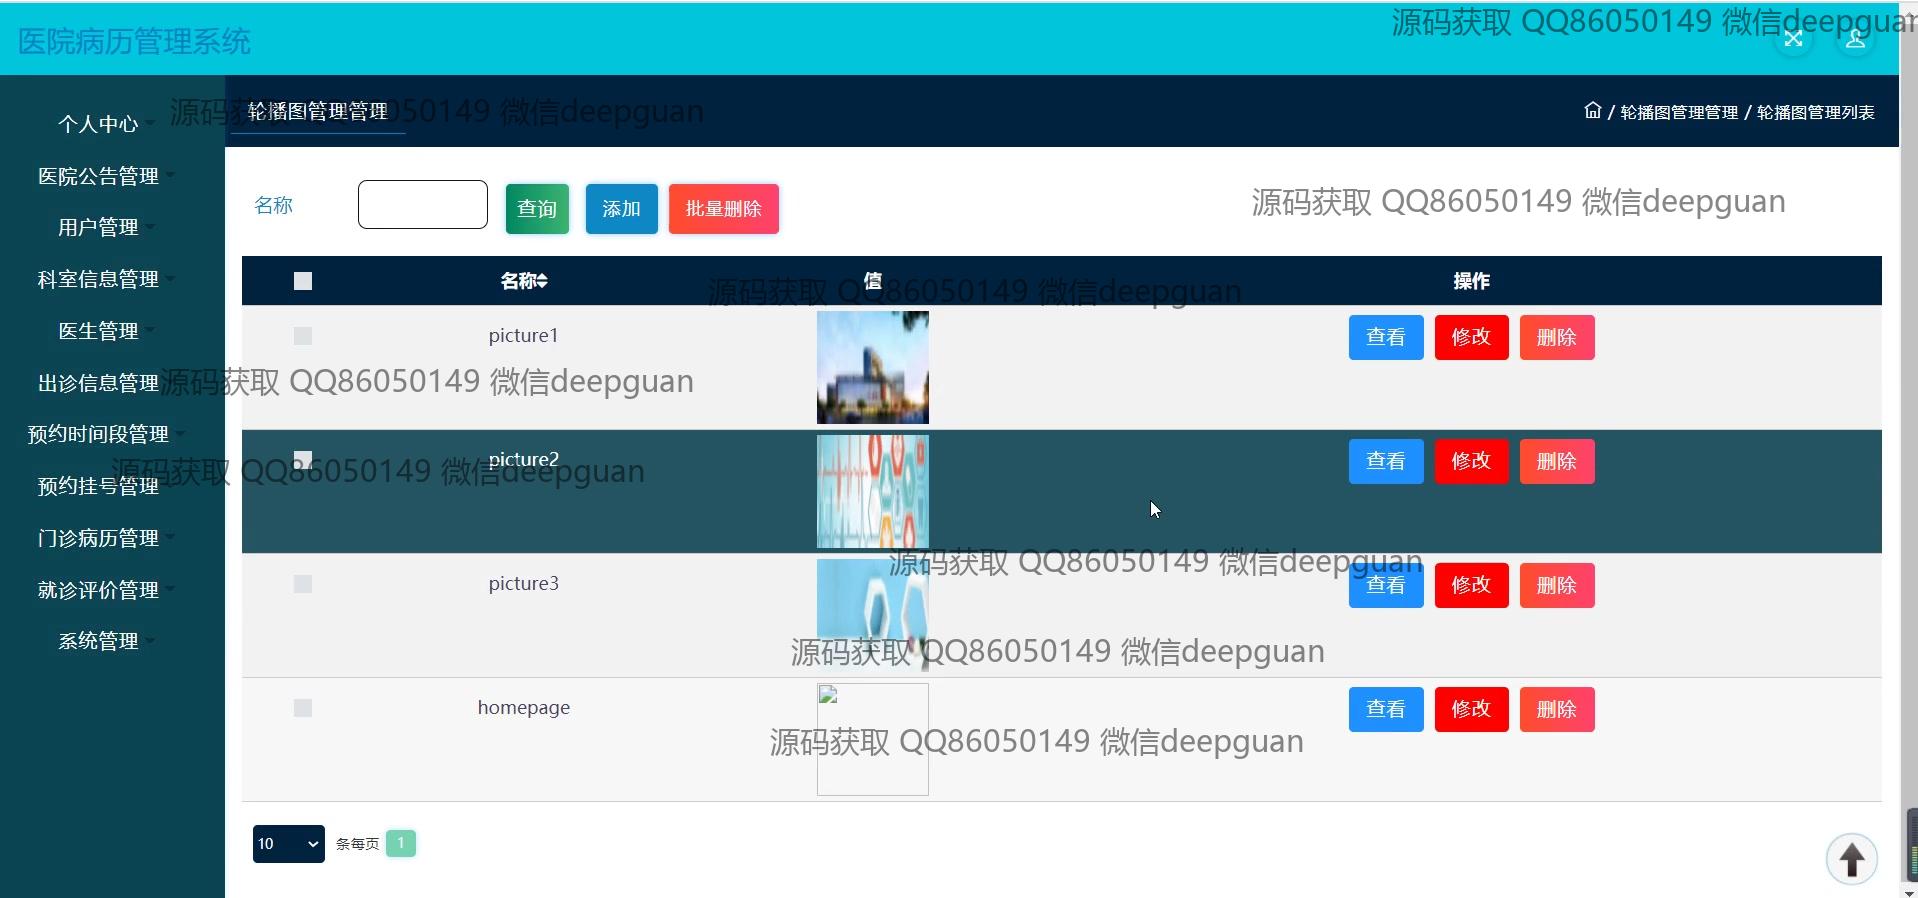 医院病历管理系统
源码获取 QQ86050149 微信deepguan
个人中心
医院公告管理
用户管理
科室信息管理
医生管理
出诊信息管理
预约时间段管理
预约挂号管理
门诊病历管理
就诊评价管理
系统管理
轮播图管理管理
源码获取 QQ86050149 微信deepguan
/ 轮播图管理管理 / 轮播图管理列表
名称
查询
添加
批量删除
源码获取 QQ86050149 微信deepguan
名称 值 操作
源码获取 QQ86050149 微信deepguan
picture1 查看 修改 删除
源码获取 QQ86050149 微信deepguan
picture2 查看 修改 删除
源码获取 QQ86050149 微信deepguan
源码获取 QQ86050149 微信deepguan
picture3 查看 修改 删除
源码获取 QQ86050149 微信deepguan
homepage 查看 修改 删除
源码获取 QQ86050149 微信deepguan
10 条每页 1